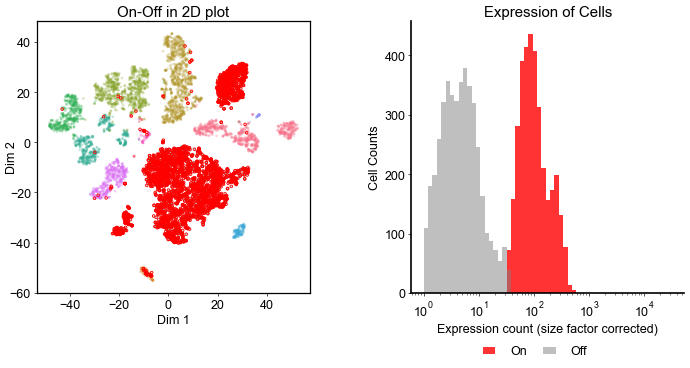 On-Off in 2D plot
40
20
0
−20
−40
−60
−40
−20
0
20
40
Dim 2
Dim 1
Expression of Cells
400
300
200
100
0
10^0
10^1
10^2
10^3
10^4
Cell Counts
Expression count (size factor corrected)
On
Off